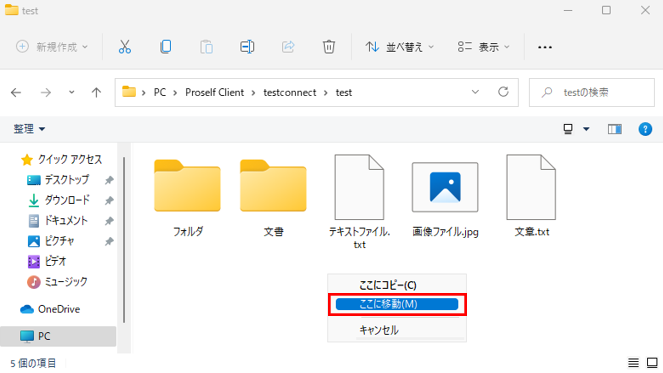 test
新規作成
並べ替え
表示
PC > Proself Client > testconnect > test
testの検索
整理
クイック アクセス
デスクトップ
ダウンロード
ドキュメント
ピクチャ
ビデオ
ミュージック
OneDrive
PC
フォルダ
文書
テキストファイル.
txt
画像ファイル.jpg
文章.txt
ここにコピー(C)
ここに移動(M)
キャンセル
5 個の項目